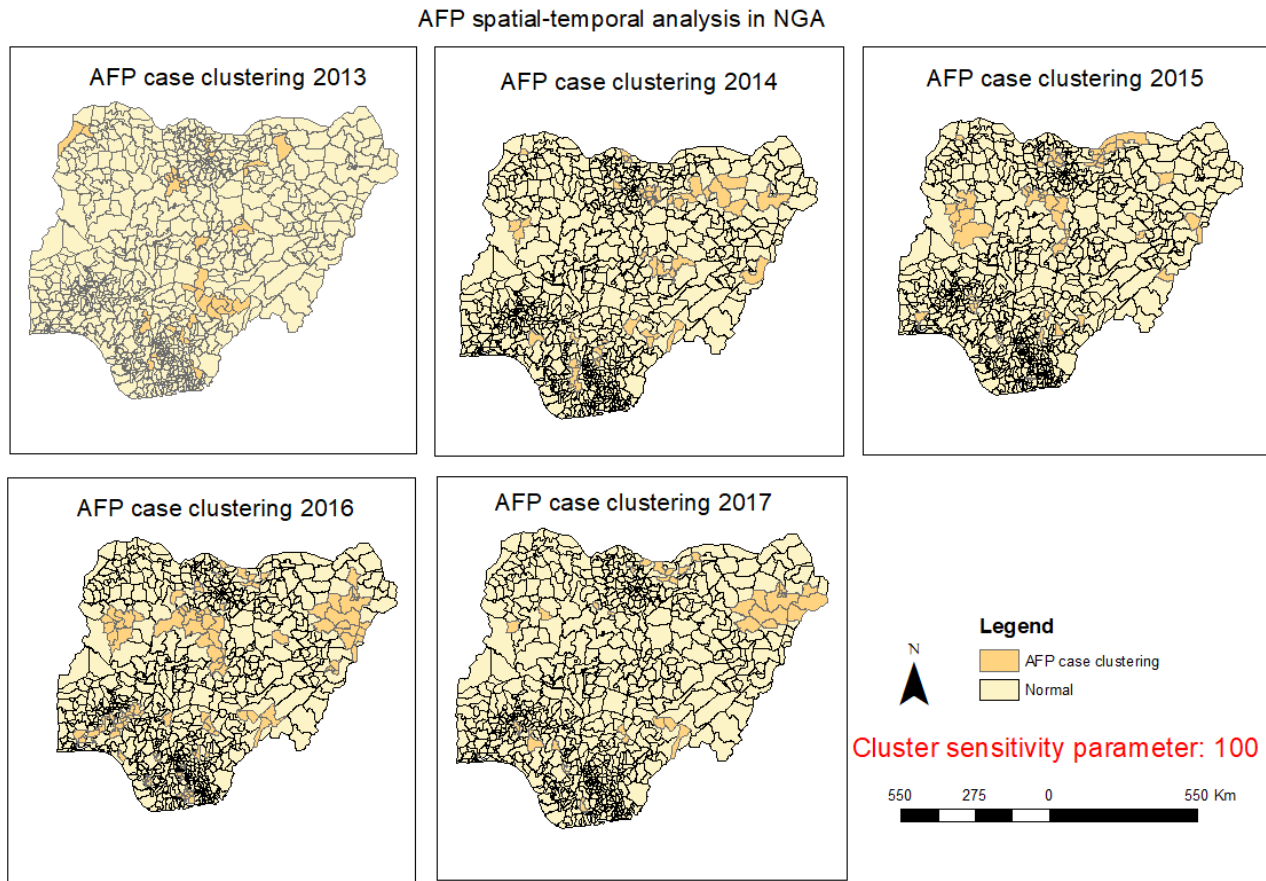 AFP spatial-temporal analysis in NGA
AFP case clustering 2013
AFP case clustering 2014
AFP case clustering 2015
AFP case clustering 2016
AFP case clustering 2017
N
Legend
AFP case clustering
Normal
Cluster sensitivity parameter: 100
550 275 0 550 Km